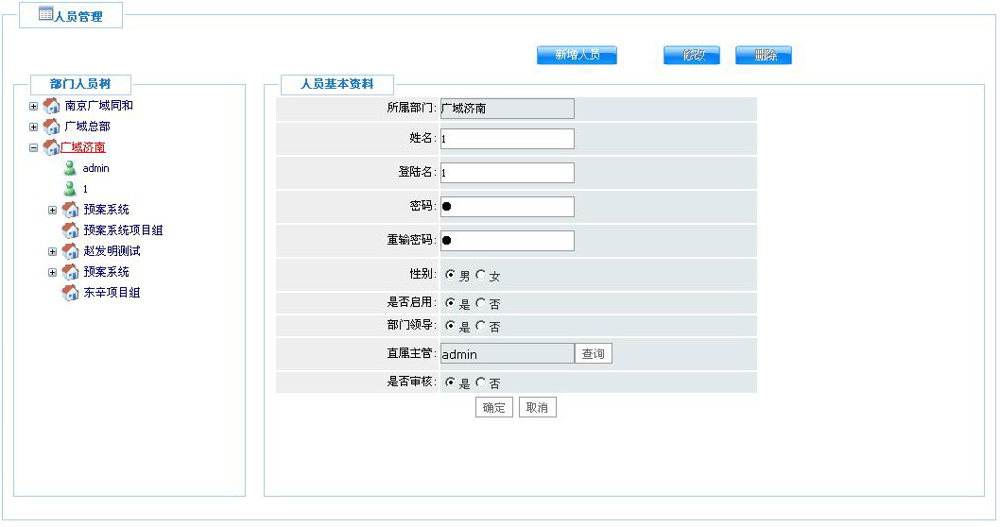 人员管理
新增人员 修改 删除
部门人员树
南京广域同和
广域总部
广域济南
admin
1
预案系统
预案系统项目组
赵发明测试
预案系统
东辛项目组
人员基本资料
所属部门: 广域济南
姓名: 1
登陆名: 1
密码: ●
重输密码: ●
性别: 男 女
是否启用: 是 否
部门领导: 是 否
直属主管: admin 查询
是否审核: 是 否
确定 取消